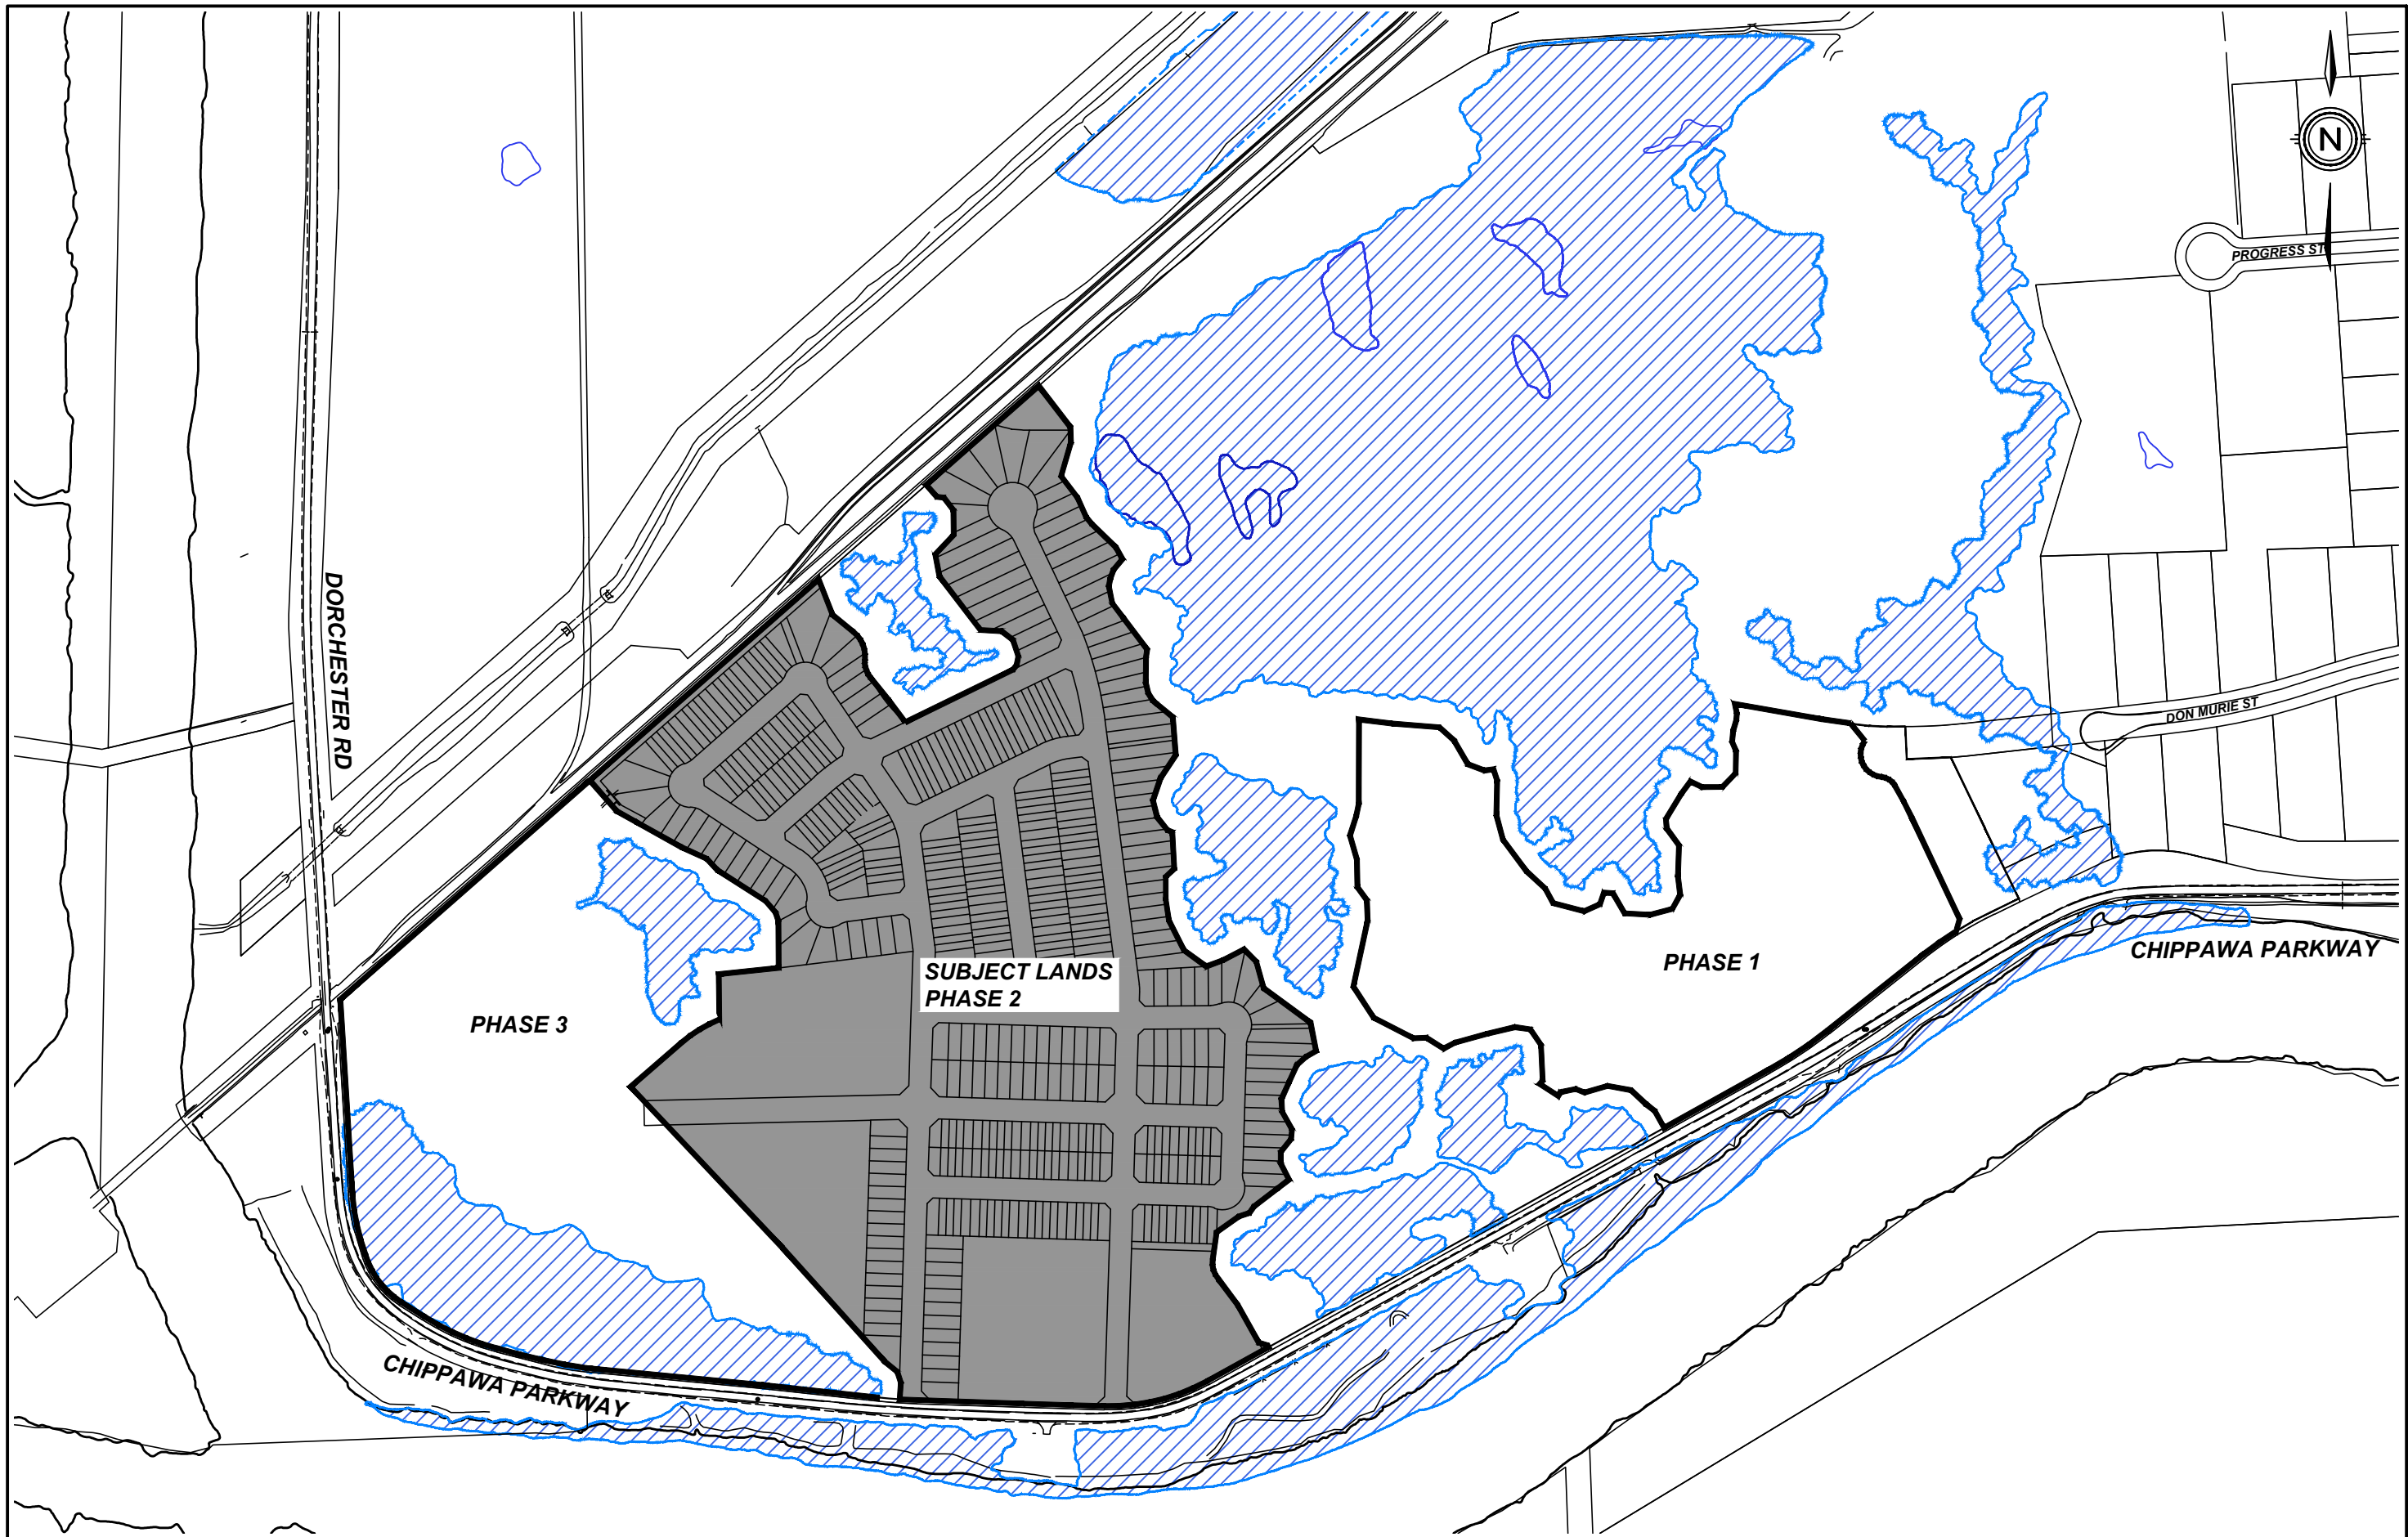 N
PROGRESS ST
DORCHESTER RD
DON MURIE ST
CHIPPAWA PARKWAY
PHASE 1
SUBJECT LANDS
PHASE 2
PHASE 3
CHIPPAWA PARKWAY